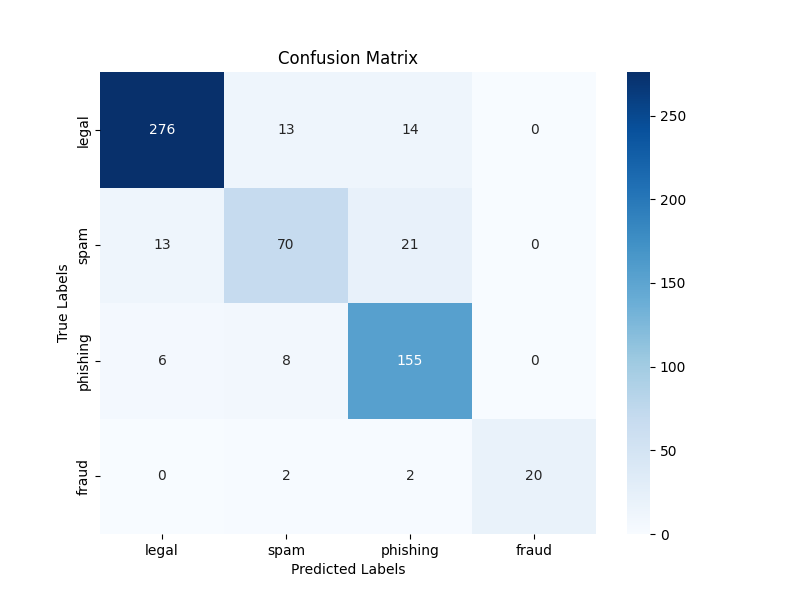 Confusion Matrix
True Labels
legal 276 13 14 0
spam 13 70 21 0
phishing 6 8 155 0
fraud 0 2 2 20
legal spam phishing fraud
Predicted Labels
250
200
150
100
50
0